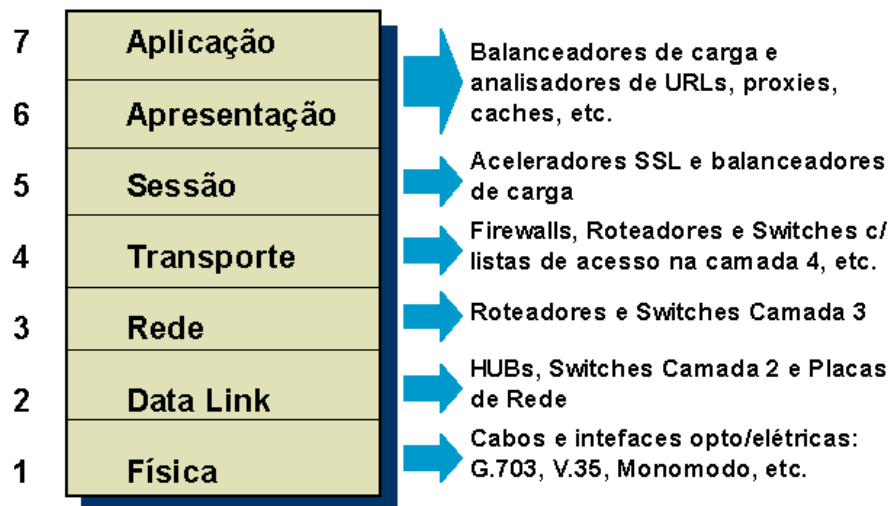 7 Aplicação
Balanceadores de carga e
analisadores de URLs, proxies,
caches, etc.
6 Apresentação
5 Sessão
Aceleradores SSL e balanceadores
de carga
4 Transporte
Firewalls, Roteadores e Switches c/
listas de acesso na camada 4, etc.
3 Rede
Roteadores e Switches Camada 3
2 Data Link
HUBs, Switches Camada 2 e Placas
de Rede
1 Física
Cabos e intefaces opto/elétricas:
G.703, V.35, Monomodo, etc.